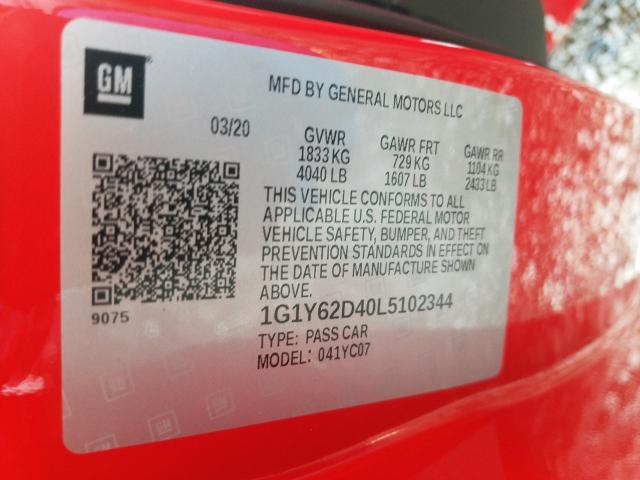 GM
MFD BY GENERAL MOTORS LLC
03/20 GVWR GAWR FRT GAWR RR
1833 KG 729 KG 1104 KG
4040 LB 1607 LB 2433 LB
THIS VEHICLE CONFORMS TO ALL
APPLICABLE U.S. FEDERAL MOTOR
VEHICLE SAFETY, BUMPER, AND THEFT
PREVENTION STANDARDS IN EFFECT ON
THE DATE OF MANUFACTURE SHOWN
ABOVE.
9075
1G1Y62D40L5102344
TYPE: PASS CAR
MODEL: 041YC07